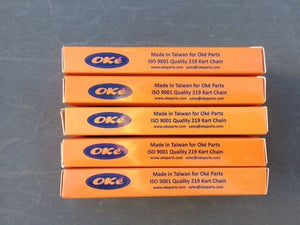 OKé
Made in Taiwan for Oké Parts
ISO 9001 Quality 219 Kart Chain
www.okeparts.com sales@okeparts.com
OKé
Made in Taiwan for Oké Parts
ISO 9001 Quality 219 Kart Chain
www.okeparts.com sales@okeparts.com
OKé
Made in Taiwan for Oké Parts
ISO 9001 Quality 219 Kart Chain
www.okeparts.com sales@okeparts.com
OKé
Made in Taiwan for Oké Parts
ISO 9001 Quality 219 Kart Chain
www.okeparts.com sales@okeparts.com
OKé
Made in Taiwan for Oké Parts
ISO 9001 Quality 219 Kart Chain
www.okeparts.com sales@okeparts.com